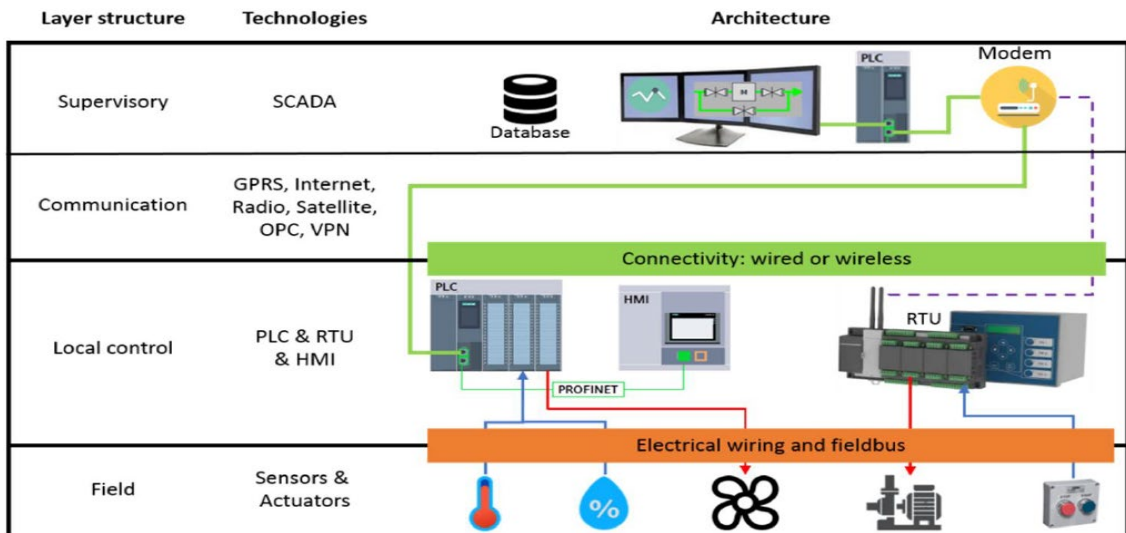 Layer structure
Technologies
Architecture
Supervisory
SCADA
Database
PLC
Modem
Communication
GPRS, Internet,
Radio, Satellite,
OPC, VPN
Connectivity: wired or wireless
Local control
PLC & RTU
& HMI
PLC
HMI
RTU
PROFINET
Electrical wiring and fieldbus
Field
Sensors &
Actuators
%